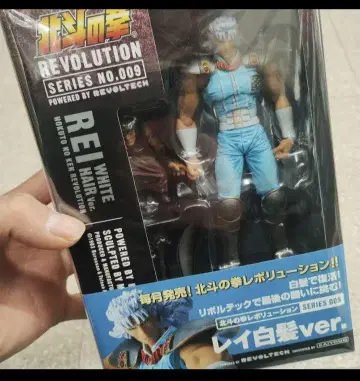 北斗の拳
REVOLUTION
SERIES NO.009
POWERED BY REVOLTECH
REI WHITE HAIR Ver.
HOKUTO NO KEN REVOLUTION
POWERED BY
SCULPTED BY
毎月発売! 北斗の拳レボリューション!!
白髪で復活!
リボルテックで最後の闘いに挑む!
北斗の拳レボリューション
レイ白髪ver.
REVOLTECH